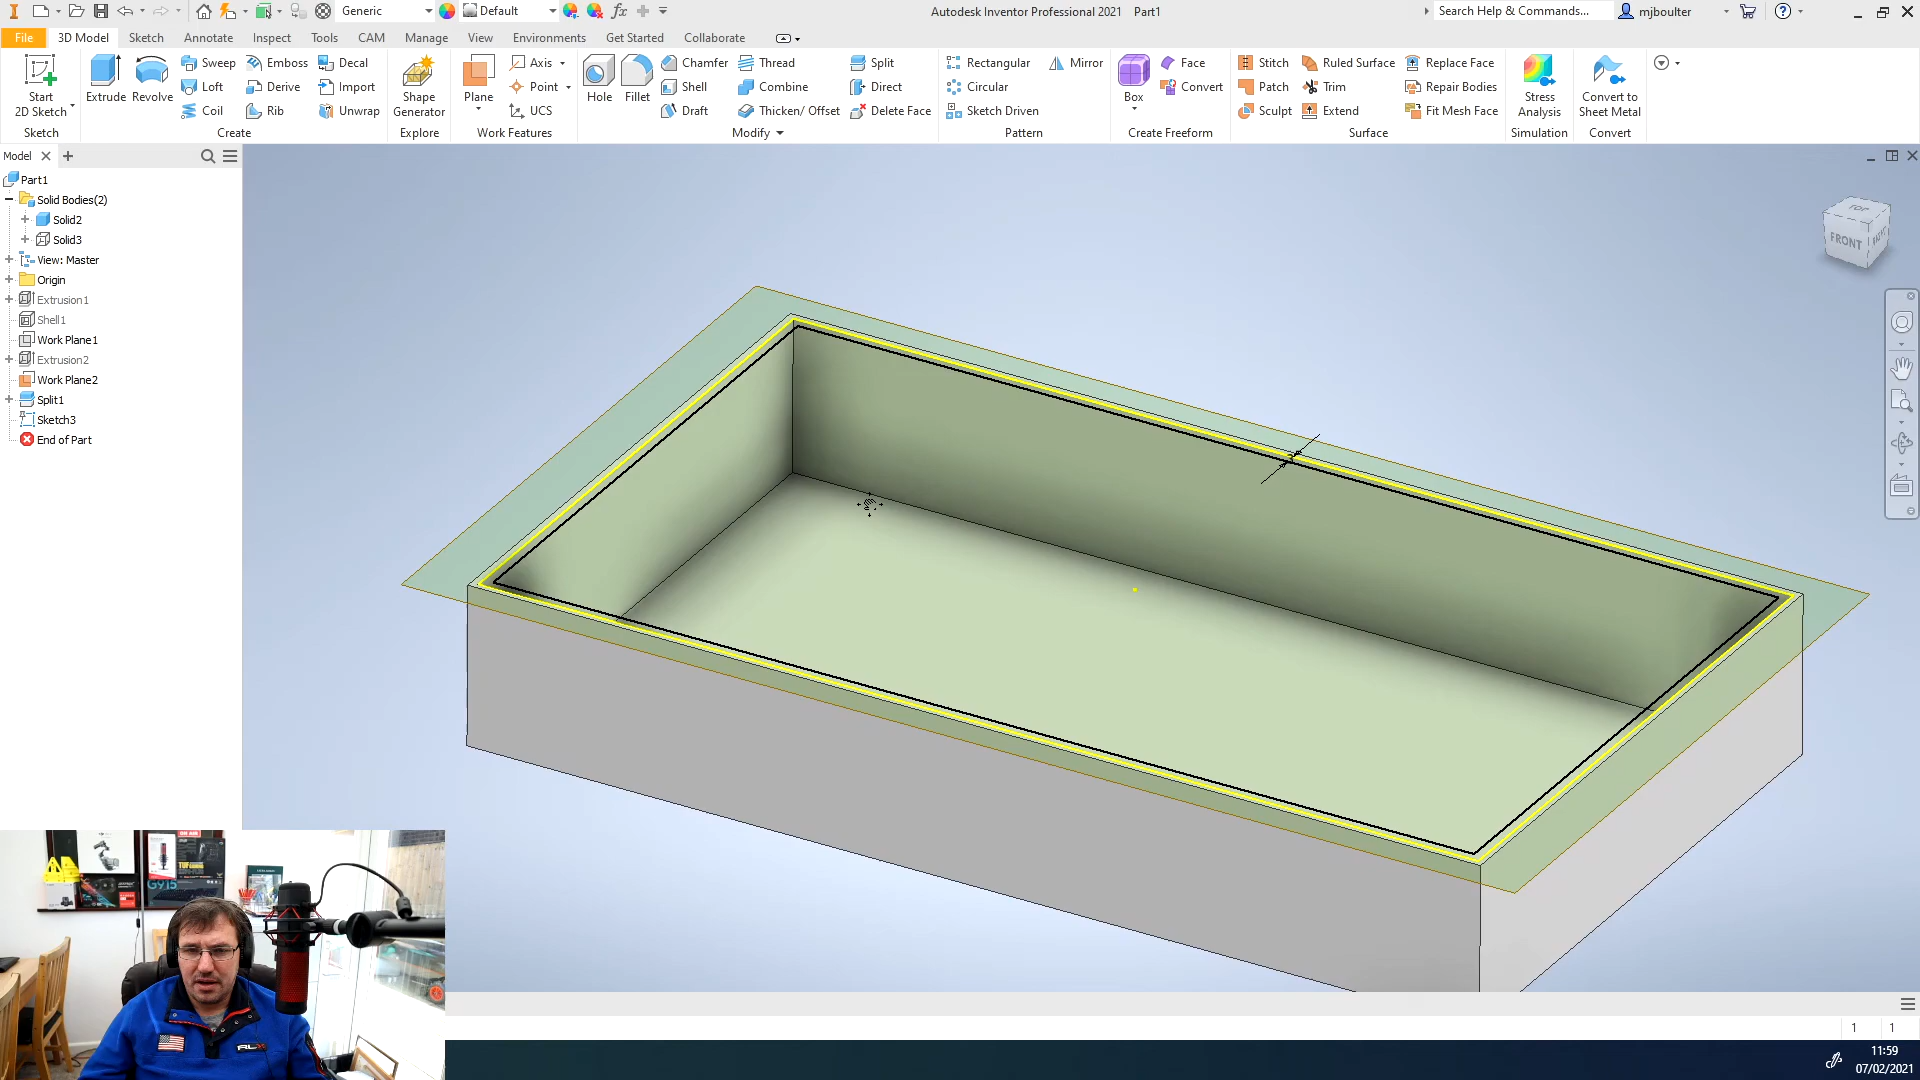 Generic
Default
fx
Autodesk Inventor Professional 2021 Part1
Search Help & Commands...
mjboulter
File 3D Model Sketch Annotate Inspect Tools CAM Manage View Environments Get Started Collaborate
Start
2D Sketch
Extrude
Revolve
Sweep
Loft
Coil
Emboss
Derive
Rib
Decal
Import
Unwrap
Shape
Generator
Plane
Axis
Point
UCS
Hole
Fillet
Chamfer
Shell
Draft
Thread
Combine
Thicken/ Offset
Split
Direct
Delete Face
Rectangular
Circular
Sketch Driven
Mirror
Box
Face
Convert
Stitch
Patch
Sculpt
Ruled Surface
Trim
Extend
Replace Face
Repair Bodies
Fit Mesh Face
Stress
Analysis
Convert to
Sheet Metal
Sketch Create Explore Work Features Modify Pattern Create Freeform Surface Simulation Convert
Model
Part1
Solid Bodies(2)
Solid2
Solid3
View: Master
Origin
Extrusion1
Shell1
Work Plane1
Extrusion2
Work Plane2
Split1
Sketch3
End of Part
TOP
FRONT
G915
1 1
11:59
07/02/2021